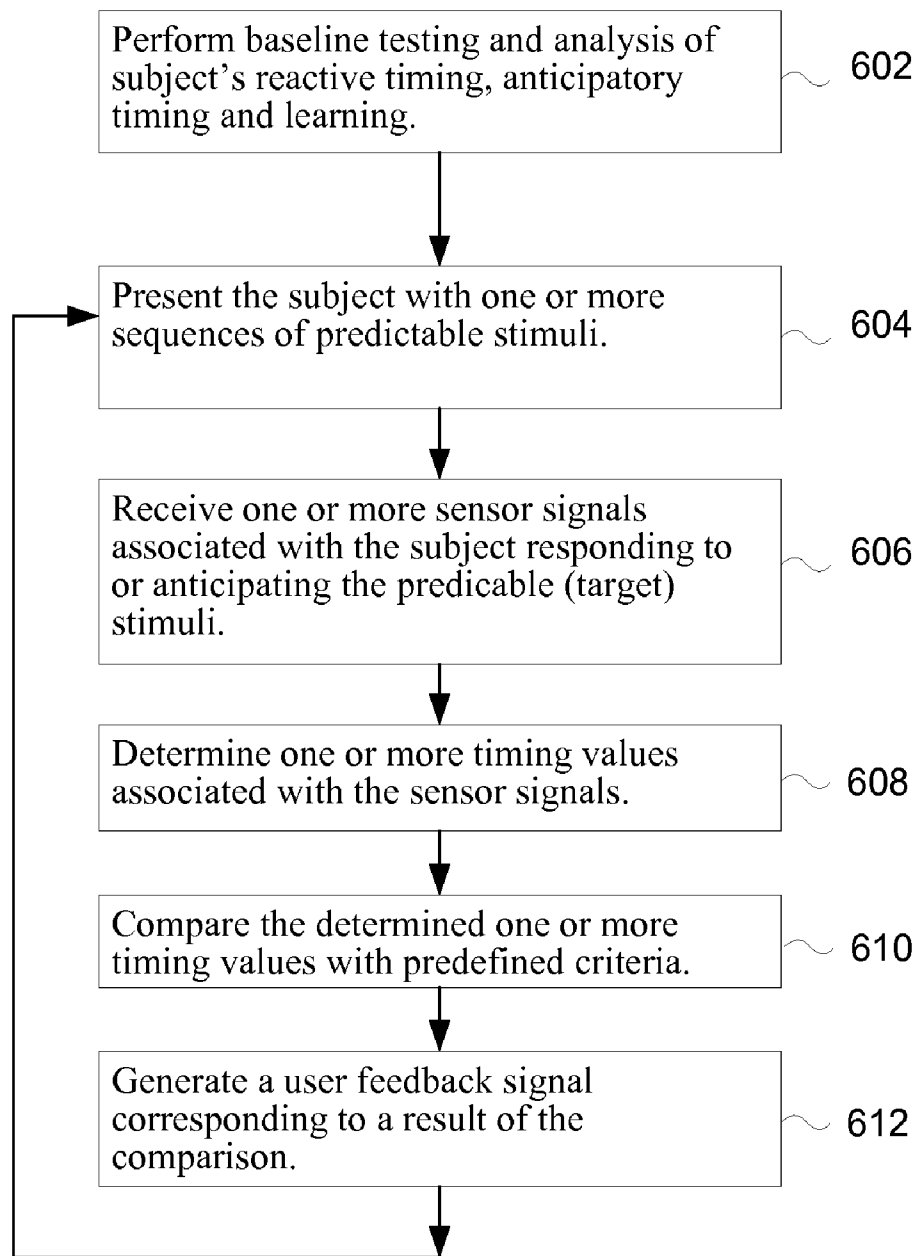 Perform baseline testing and analysis of
subject's reactive timing, anticipatory
timing and learning.
602
Present the subject with one or more
sequences of predictable stimuli.
604
Receive one or more sensor signals
associated with the subject responding to
or anticipating the predicable (target)
stimuli.
606
Determine one or more timing values
associated with the sensor signals.
608
Compare the determined one or more
timing values with predefined criteria.
610
Generate a user feedback signal
corresponding to a result of the
comparison.
612